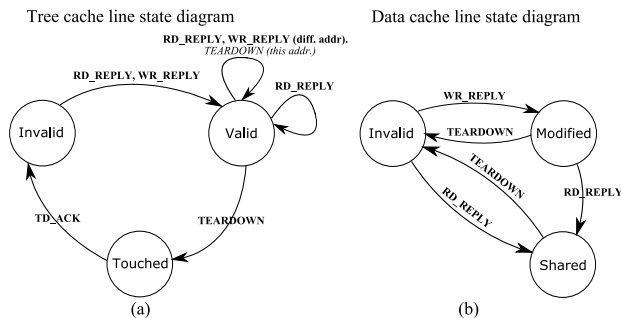 Tree cache line state diagram
RD_REPLY, WR_REPLY (diff. addr).
TEARDOWN (this addr.)
RD_REPLY, WR_REPLY
RD_REPLY
Invalid
Valid
TD_ACK
TEARDOWN
Touched
(a)
Data cache line state diagram
WR_REPLY
Invalid
Modified
TEARDOWN
TEARDOWN
RD_REPLY
RD_REPLY
Shared
(b)